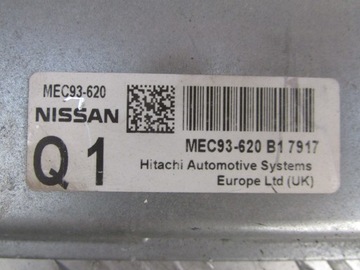 MEC93-620
NISSAN
Q1
MEC93-620 B1 7917
Hitachi Automotive Systems
Europe Ltd (UK)